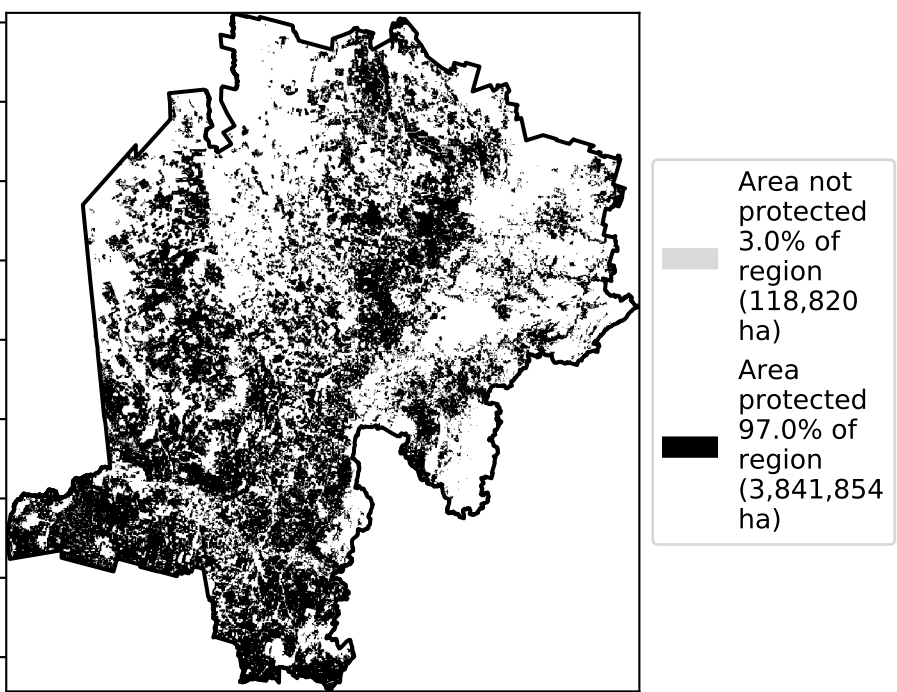 Area not
protected
3.0% of
region
(118,820
ha)
Area
protected
97.0% of
region
(3,841,854
ha)